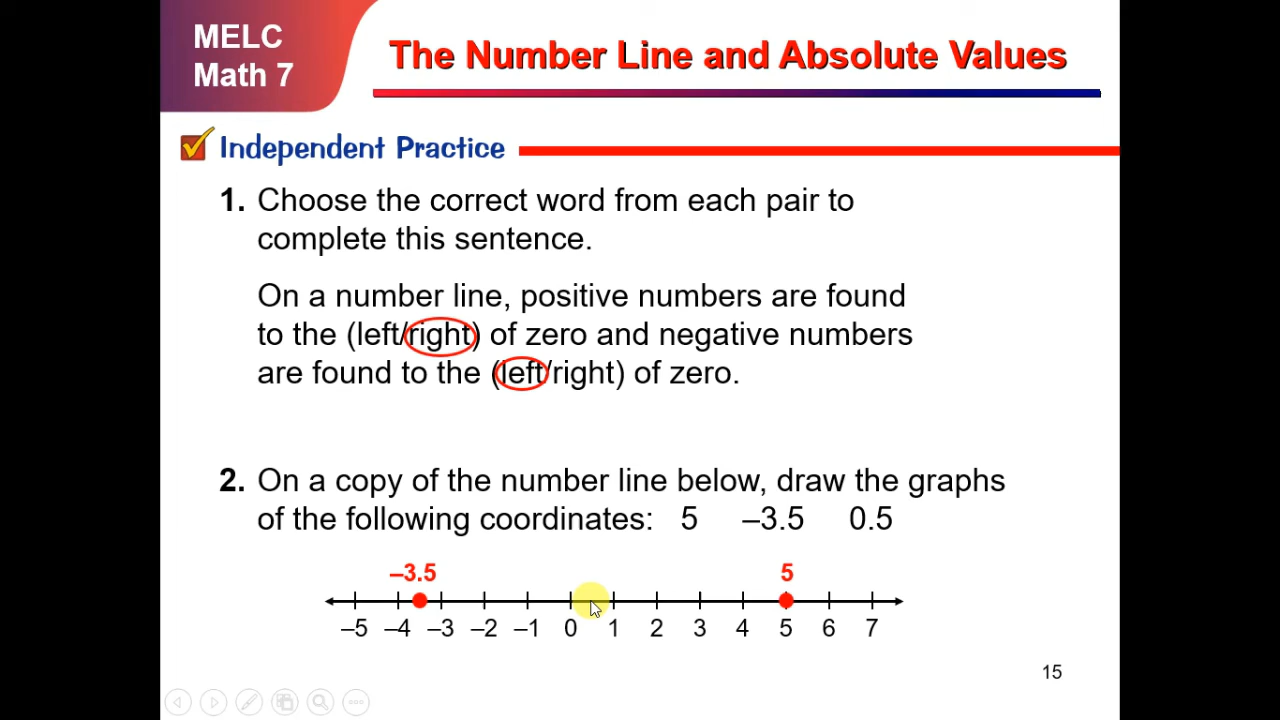 MELC
Math 7
The Number Line and Absolute Values
Independent Practice
1. Choose the correct word from each pair to
complete this sentence.
On a number line, positive numbers are found
to the (left/right) of zero and negative numbers
are found to the (left/right) of zero.
2. On a copy of the number line below, draw the graphs
of the following coordinates: 5 –3.5 0.5
–3.5 5
–5 –4 –3 –2 –1 0 1 2 3 4 5 6 7
15